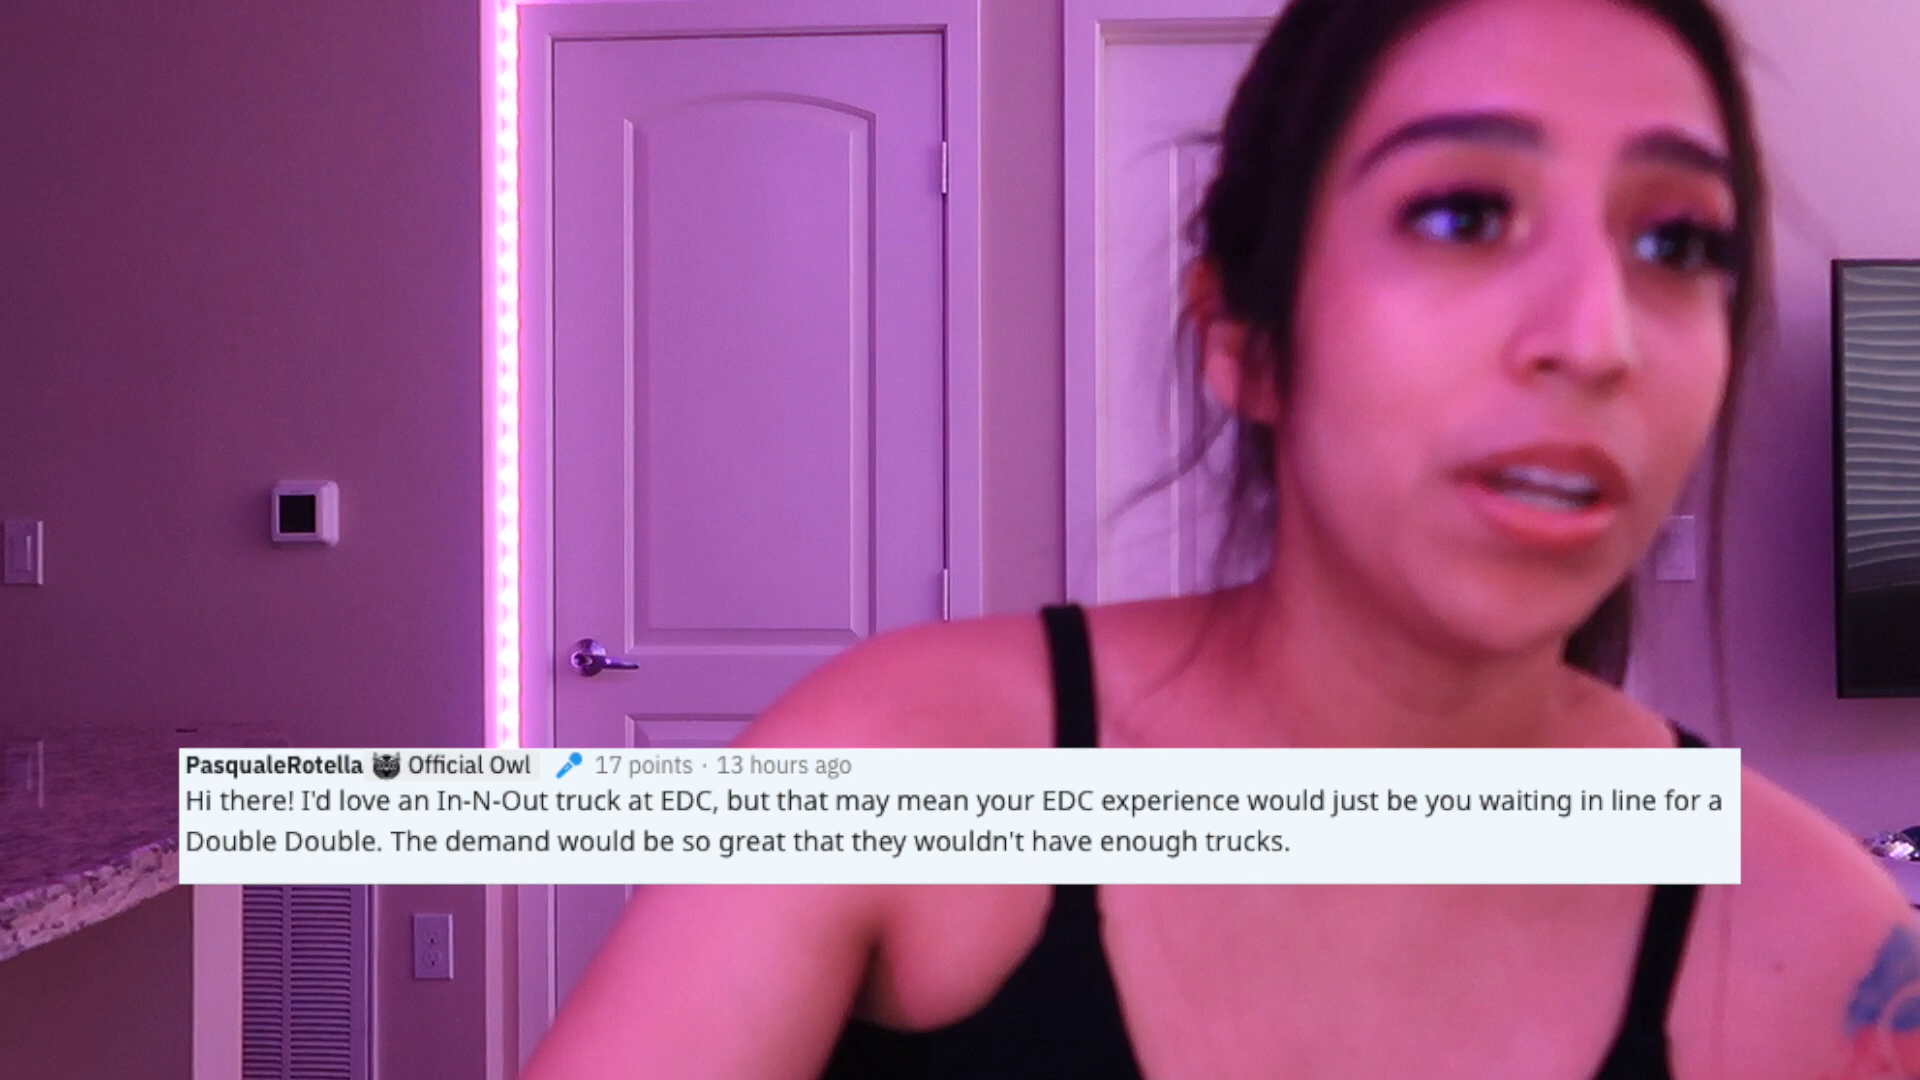 PasqualeRotella Official Owl 17 points · 13 hours ago
Hi there! I'd love an In-N-Out truck at EDC, but that may mean your EDC experience would just be you waiting in line for a
Double Double. The demand would be so great that they wouldn't have enough trucks.